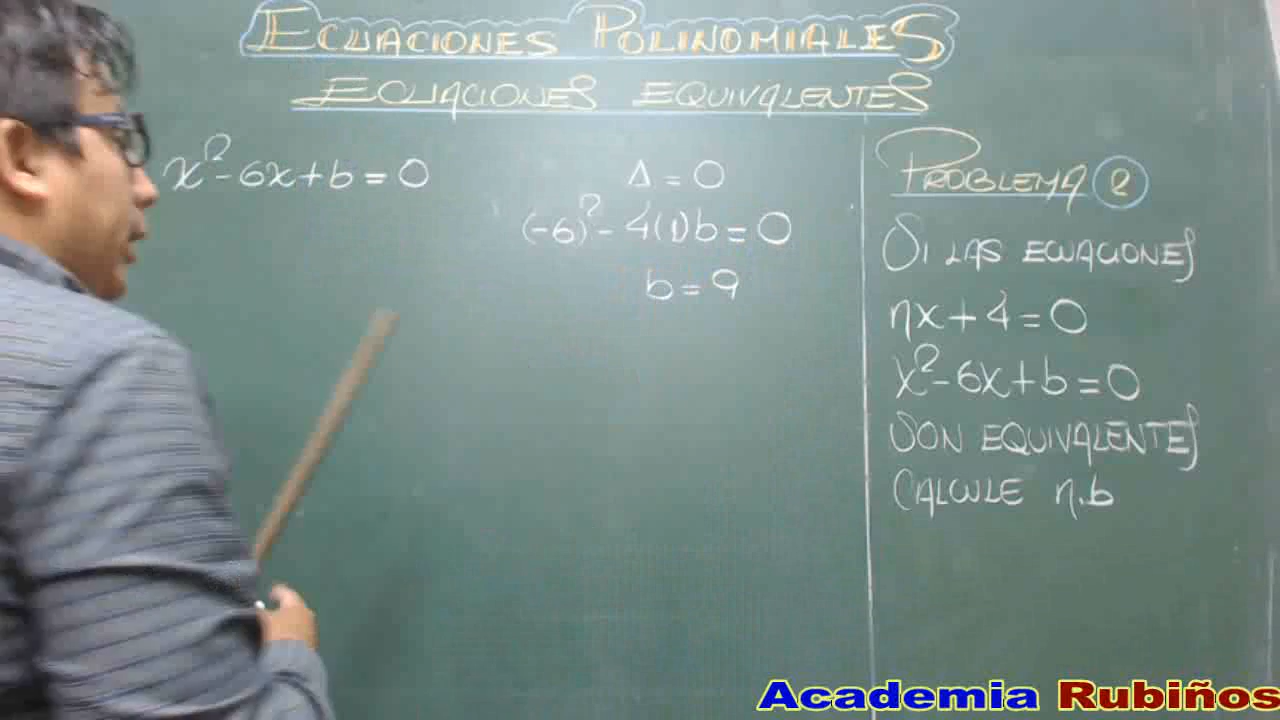 ECUACIONES POLINOMIALES
ECUACIONES EQUIVALENTES
x² - 6x + b = 0
Δ = 0
(-6)² - 4(1)b = 0
b = 9
PROBLEMA 2
SI LAS ECUACIONES
nx + 4 = 0
x² - 6x + b = 0
SON EQUIVALENTES
CALCULE n.b
Academia Rubiños